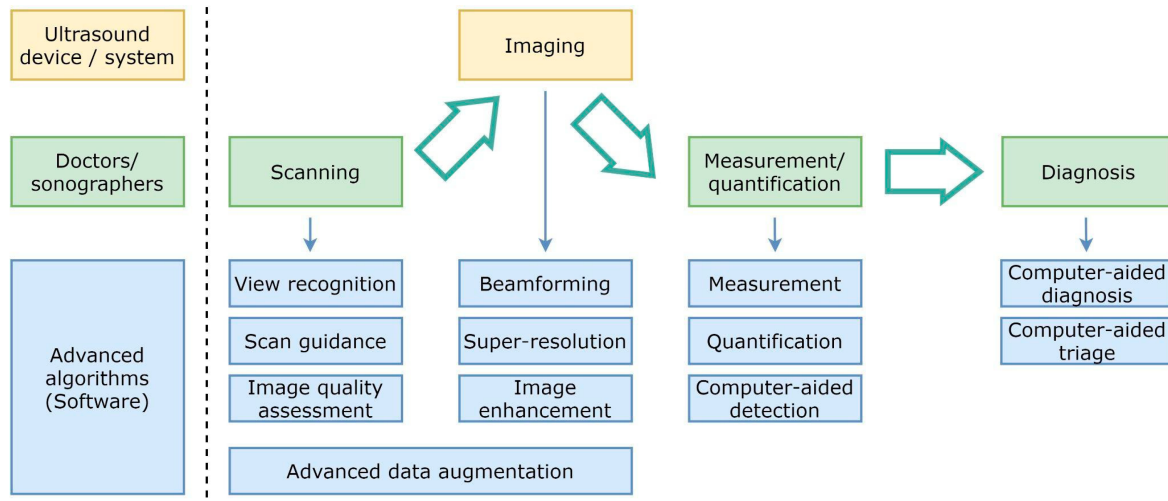 Ultrasound
device / system
Imaging
Doctors/
sonographers
Scanning
Measurement/
quantification
Diagnosis
Advanced
algorithms
(Software)
View recognition
Scan guidance
Image quality
assessment
Beamforming
Super-resolution
Image
enhancement
Advanced data augmentation
Measurement
Quantification
Computer-aided
detection
Computer-aided
diagnosis
Computer-aided
triage